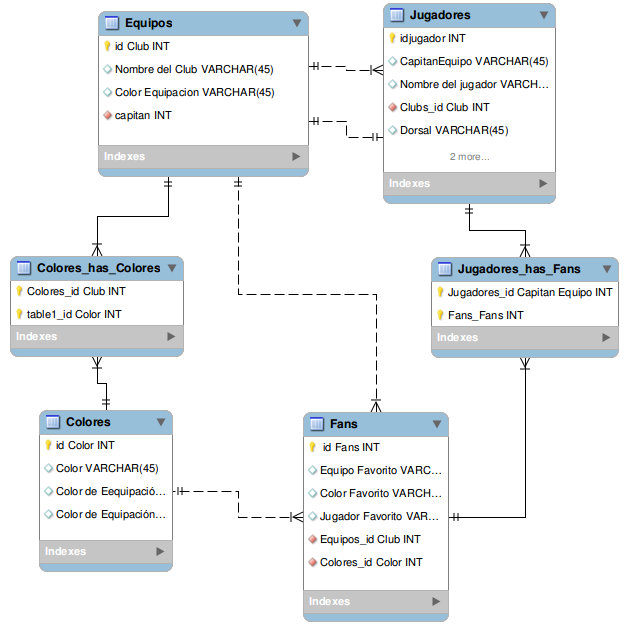 Equipos
id Club INT
Nombre del Club VARCHAR(45)
Color Equipacion VARCHAR(45)
capitan INT
Indexes
Jugadores
idjugador INT
CapitanEquipo VARCHAR(45)
Nombre del jugador VARCH...
Clubs_id Club INT
Dorsal VARCHAR(45)
2 more...
Indexes
Colores_has_Colores
Colores_id Club INT
table1_id Color INT
Indexes
Jugadores_has_Fans
Jugadores_id Capitan Equipo INT
Fans_Fans INT
Indexes
Colores
id Color INT
Color VARCHAR(45)
Color de Eequipació...
Color de Equipación...
Indexes
Fans
id Fans INT
Equipo Favorito VARC...
Color Favorito VARCH...
Jugador Favorito VAR...
Equipos_id Club INT
Colores_id Color INT
Indexes